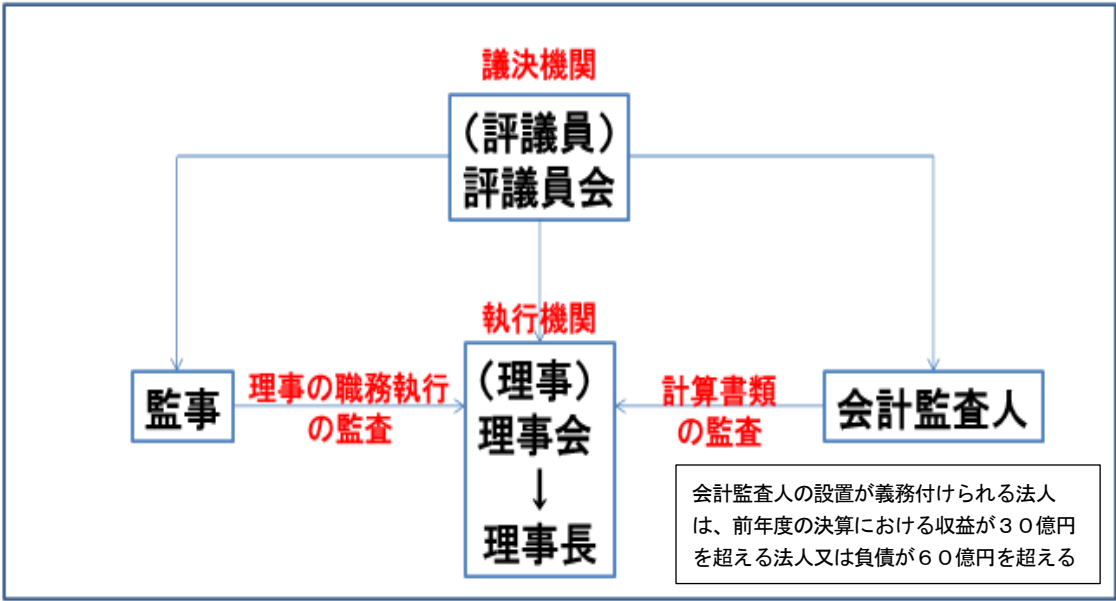 議決機関
（評議員）
評議員会
執行機関
（理事）
理事会
↓
理事長
監事
理事の職務執行
の監査
計算書類
の監査
会計監査人
会計監査人の設置が義務付けられる法人
は、前年度の決算における収益が３０億円
を超える法人又は負債が６０億円を超える